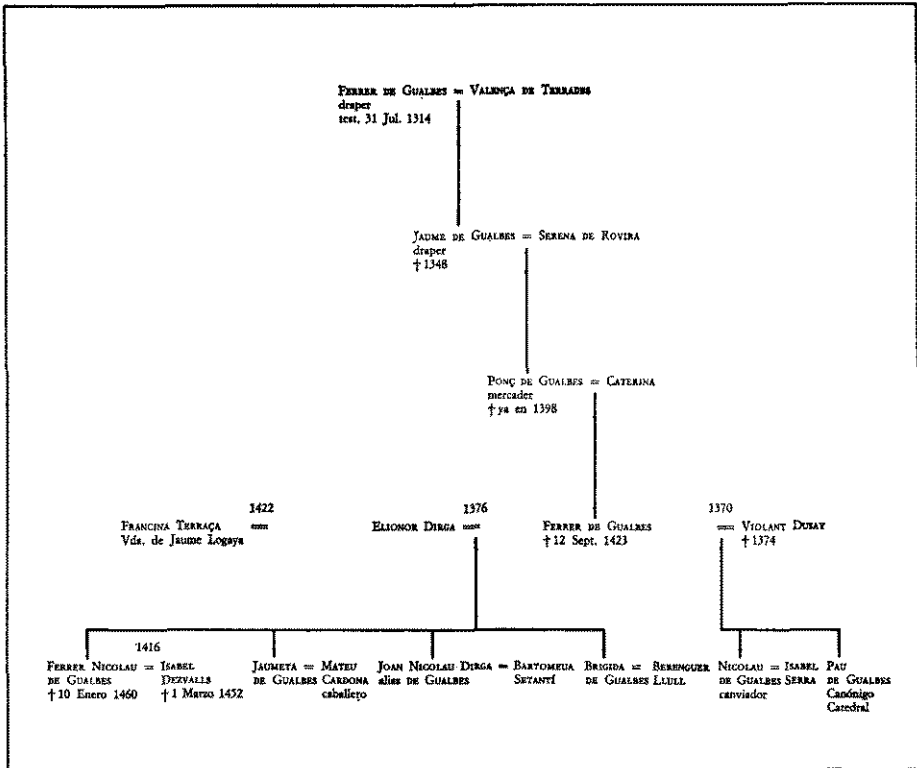 FERRER DE GUALBES = VALENÇA DE TERRADES
draper
test. 31 Jul. 1314
JAUME DE GUALBES = SERENA DE ROVIRA
draper
† 1348
PONÇ DE GUALBES = CATERINA
mercader
† ya en 1398
1422
1376
1370
FRANCINA TERRAÇA =
Vda. de Jaume Logaya
ELIONOR DIRGA =
FERRER DE GUALBES
† 12 Sept. 1423
= VIOLANT DUSAY
† 1374
1416
FERRER NICOLAU = ISABEL
DE GUALBES DEZVALLS
† 10 Enero 1460 † 1 Marzo 1452
JAUMETA = MATEU
DE GUALBES CARDONA
caballero
JOAN NICOLAU DIRGA = BARTOMEUA
alias DE GUALBES SETANTÍ
BRIGIDA = BERENGUER
DE GUALBES LLULL
NICOLAU = ISABEL
DE GUALBES SERRA
canviador
PAU
DE GUALBES
Canónigo
Catedral